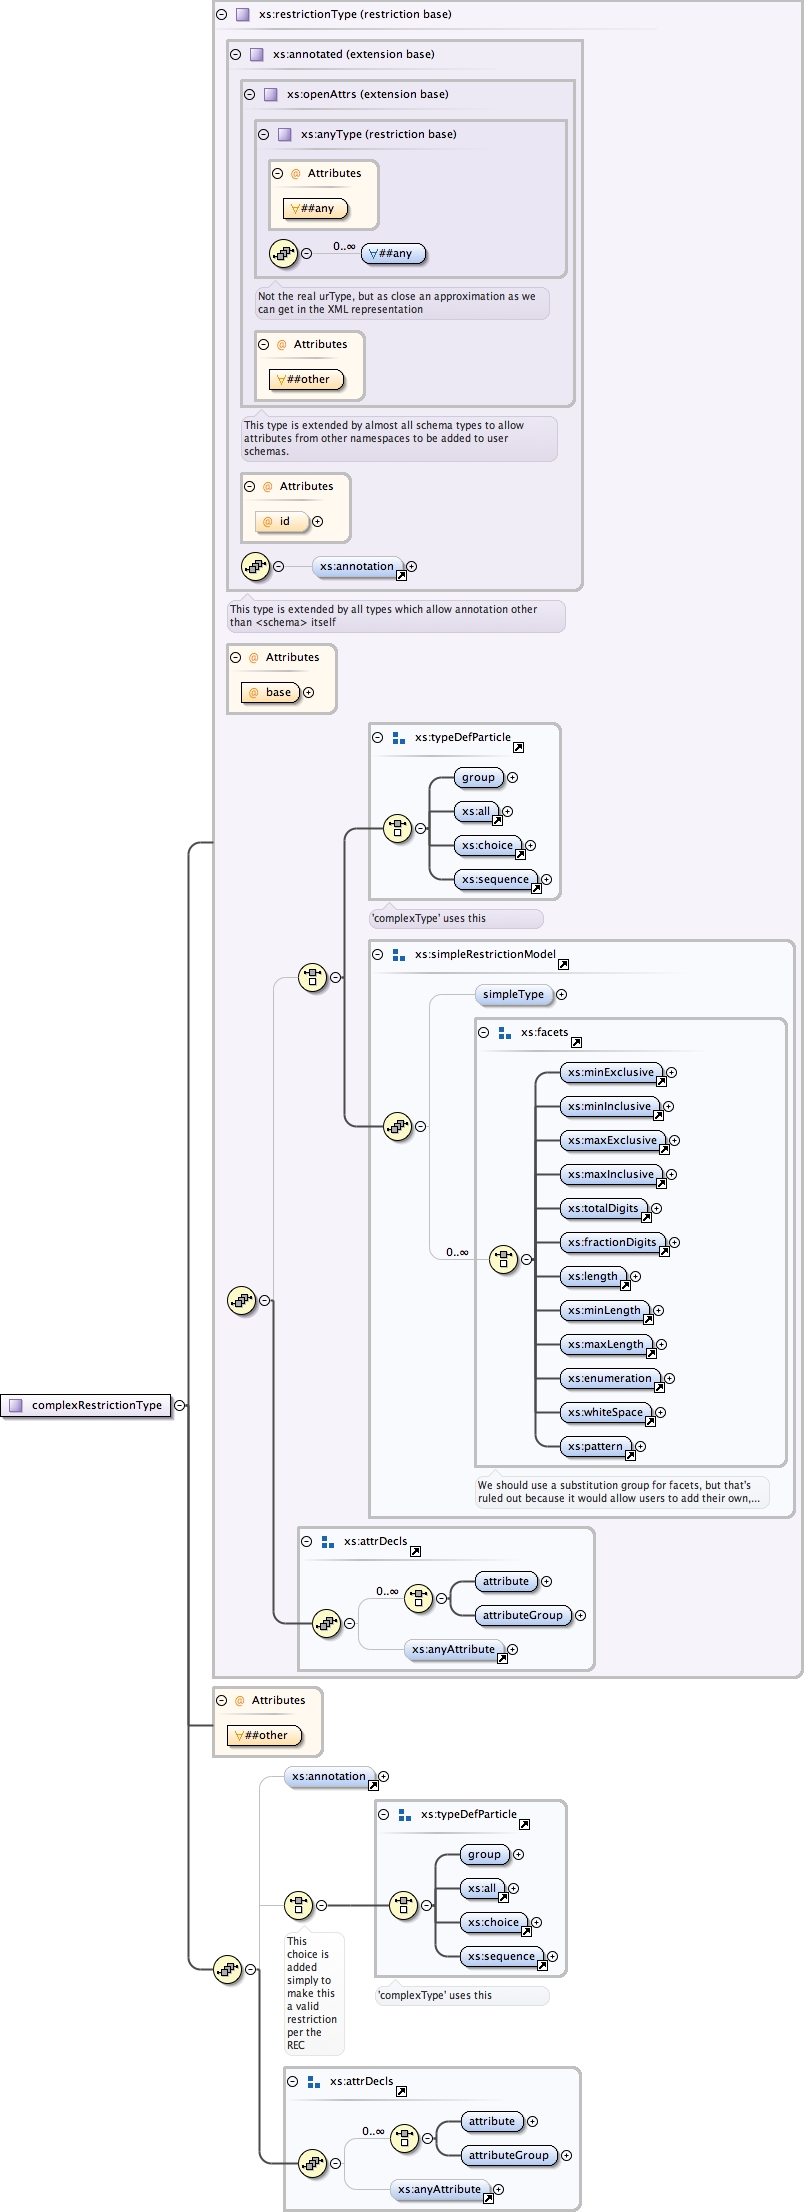 xs:restrictionType (restriction base)
xs:annotated (extension base)
xs:openAttrs (extension base)
xs:anyType (restriction base)
@ Attributes
∀##any
0..∞
∀##any
Not the real urType, but as close an approximation as we
can get in the XML representation
@ Attributes
∀##other
This type is extended by almost all schema types to allow
attributes from other namespaces to be added to user
schemas.
@ Attributes
@ id
xs:annotation
This type is extended by all types which allow annotation other
than <schema> itself
@ Attributes
@ base
xs:typeDefParticle
group
xs:all
xs:choice
xs:sequence
'complexType' uses this
xs:simpleRestrictionModel
simpleType
xs:facets
xs:minExclusive
xs:minInclusive
xs:maxExclusive
xs:maxInclusive
xs:totalDigits
xs:fractionDigits
0..∞
xs:length
xs:minLength
xs:maxLength
xs:enumeration
xs:whiteSpace
xs:pattern
complexRestrictionType
We should use a substitution group for facets, but that's
ruled out because it would allow users to add their own,...
xs:attrDecls
0..∞
attribute
attributeGroup
xs:anyAttribute
@ Attributes
∀##other
xs:annotation
xs:typeDefParticle
group
xs:all
xs:choice
xs:sequence
This
choice is
added
simply to
make this
a valid
restriction
per the
REC
'complexType' uses this
xs:attrDecls
0..∞
attribute
attributeGroup
xs:anyAttribute